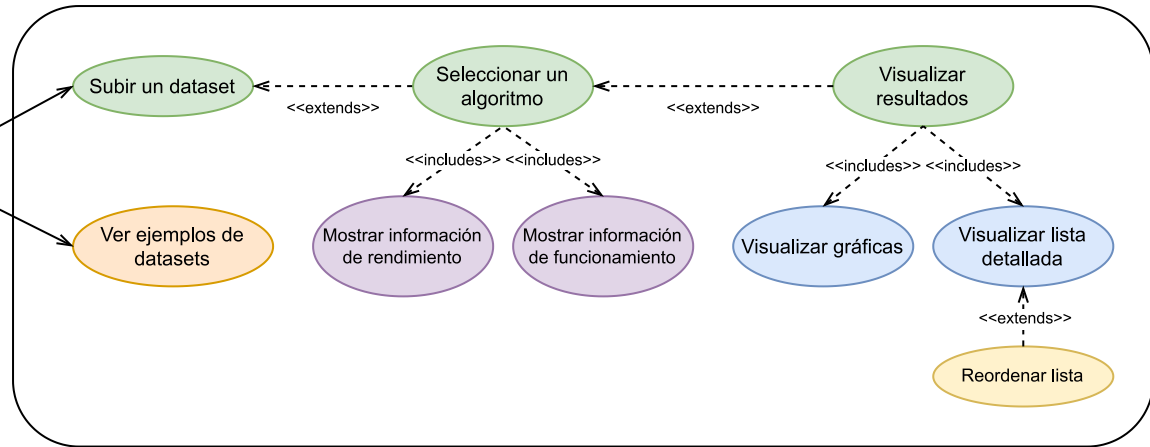 Subir un dataset
<<extends>>
Seleccionar un
algoritmo
<<extends>>
Visualizar
resultados
<<includes>>
<<includes>>
<<includes>>
<<includes>>
Ver ejemplos de
datasets
Mostrar información
de rendimiento
Mostrar información
de funcionamiento
Visualizar gráficas
Visualizar lista
detallada
<<extends>>
Reordenar lista